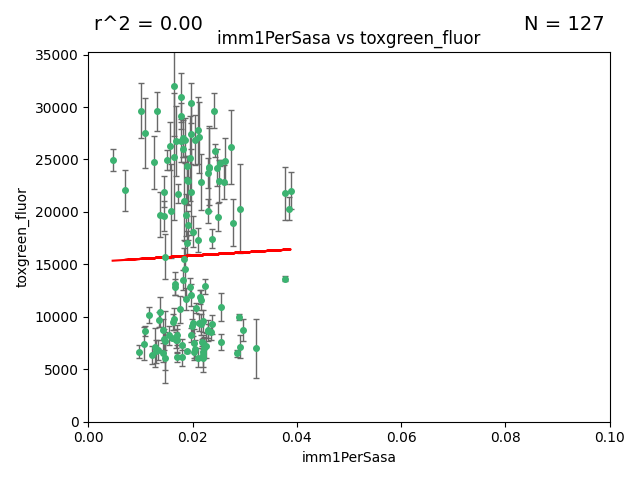 r^2 = 0.00
N = 127
imm1PerSasa vs toxgreen_fluor
35000
30000
25000
20000
15000
10000
5000
0
toxgreen_fluor
0.00
0.02
0.04
0.06
0.08
0.10
imm1PerSasa